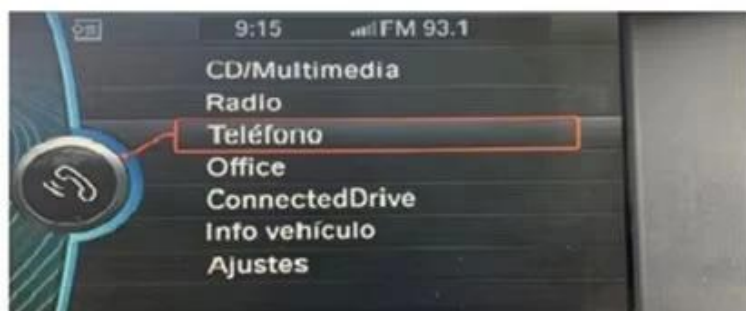 9:15 FM 93.1
CD/Multimedia
Radio
Teléfono
Office
ConnectedDrive
Info vehículo
Ajustes